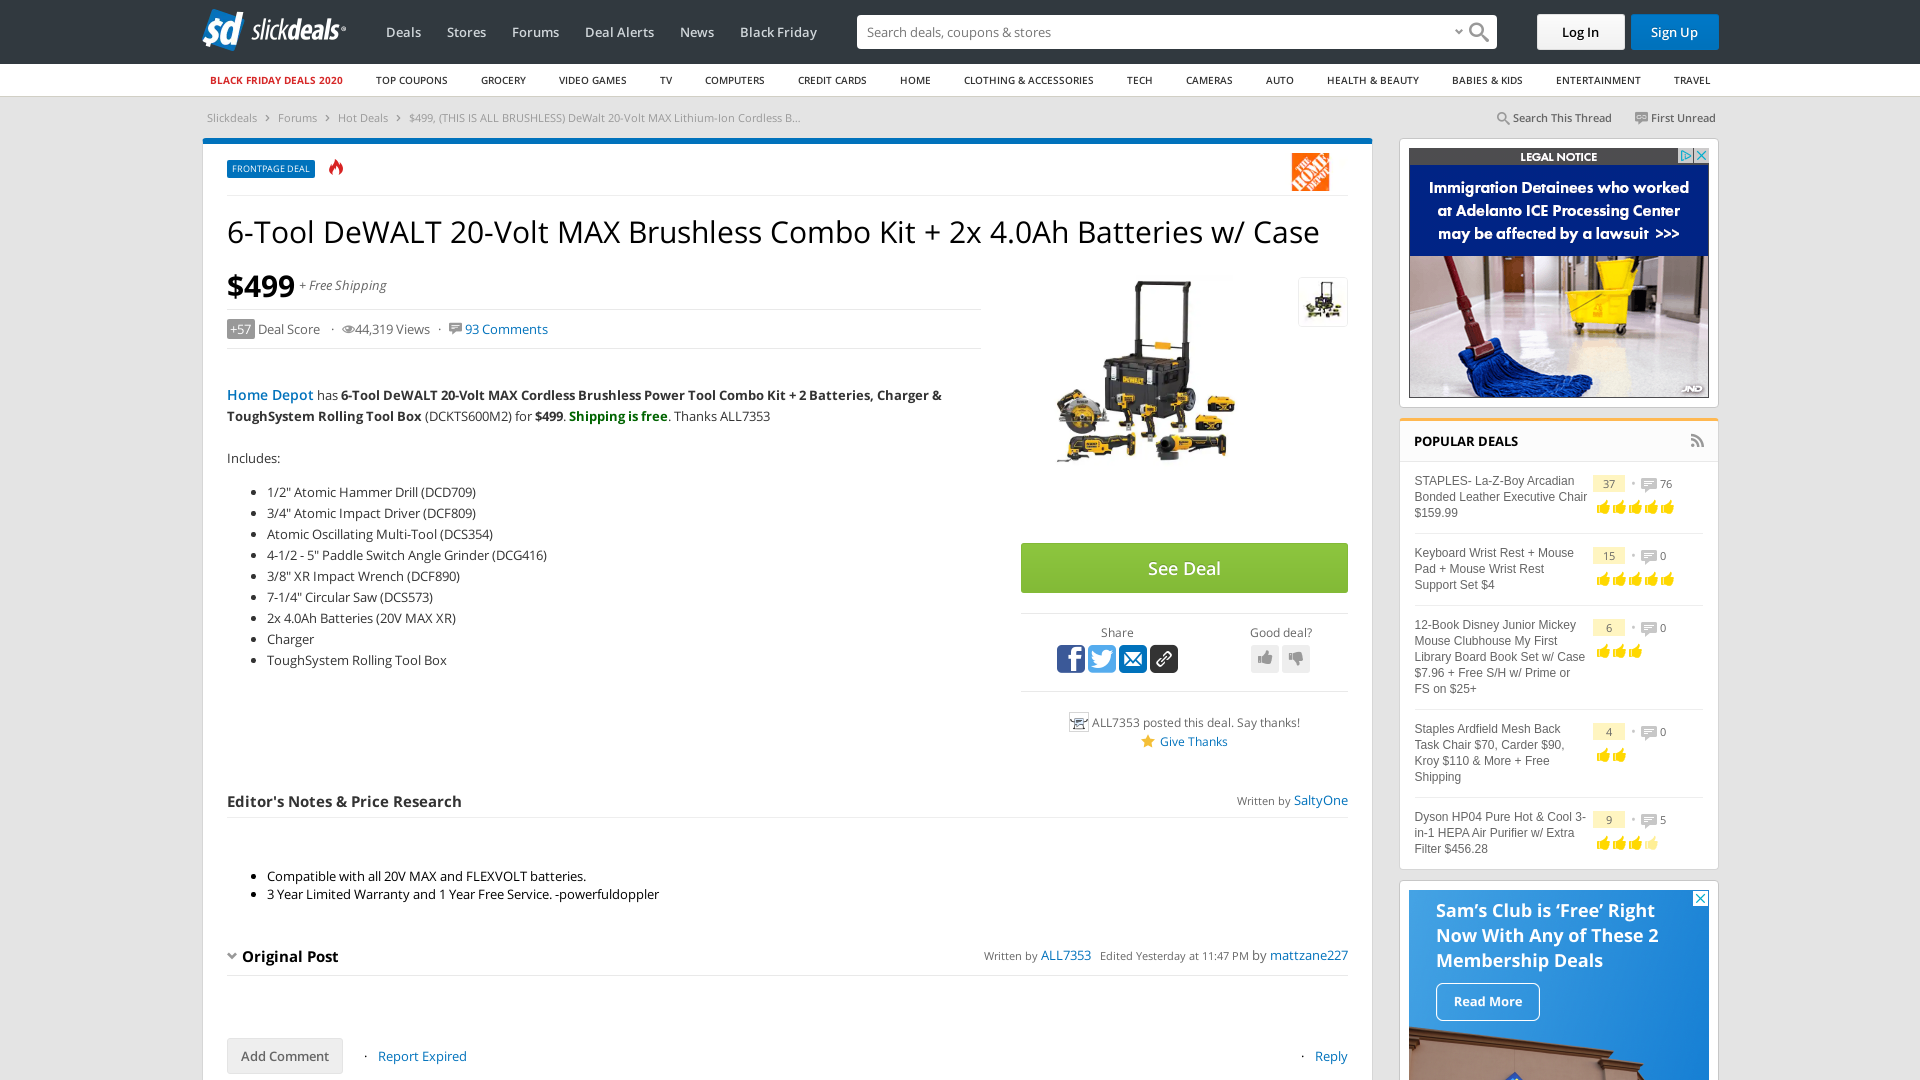 slickdeals
Deals
Stores
Forums
Deal Alerts
News
Black Friday
Search deals, coupons & shopping
Log In
Sign Up
BLACK FRIDAY DEALS 2020
TOP COUPONS
GROCERY
VIDEO GAMES
TV
COMPUTERS
CREDIT CARDS
HOME
CLOTHING & ACCESSORIES
TECH
CAMERAS
AUTO
HEALTH & BEAUTY
BABIES & KIDS
ENTERTAINMENT
TRAVEL
Slickdeals > Forums > Hot Deals > $499, (THIS IS ALL BRUSHLESS) DeWalt 20-Volt MAX Lithium-Ion Cordless B...
Search This Thread
First Unread
FRONTPAGE DEAL
THE HOME DEPOT
6-Tool DeWALT 20-Volt MAX Brushless Combo Kit + 2x 4.0Ah Batteries w/ Case
$499 + Free Shipping
+57 Deal Score · 44,319 Views · 93 Comments
Home Depot has 6-Tool DeWALT 20-Volt MAX Cordless Brushless Power Tool Combo Kit + 2 Batteries, Charger &
ToughSystem Rolling Tool Box (DCKTS600M2) for $499. Shipping is free. Thanks ALL7353
Includes:
• 1/2" Atomic Hammer Drill (DCD709)
• 3/4" Atomic Impact Driver (DCF809)
• Atomic Oscillating Multi-Tool (DCS354)
• 4-1/2 - 5" Paddle Switch Angle Grinder (DCG416)
• 3/8" XR Impact Wrench (DCF890)
• 7-1/4" Circular Saw (DCS573)
• 2x 4.0Ah Batteries (20V MAX XR)
• Charger
• ToughSystem Rolling Tool Box
See Deal
Share
Good deal?
ALL7353 posted this deal. Say thanks!
Give Thanks
Editor's Notes & Price Research
Written by SaltyOne
• Compatible with all 20V MAX and FLEXVOLT batteries.
• 3 Year Limited Warranty and 1 Year Free Service. -powerfuldoppler
Original Post
Written by ALL7353 Edited Yesterday at 11:47 PM by mattzane227
Add Comment
· Report Expired
· Reply
LEGAL NOTICE
Immigration Detainees who worked
at Adelanto ICE Processing Center
may be affected by a lawsuit >>>
JND
POPULAR DEALS
STAPLES- La-Z-Boy Arcadian
Bonded Leather Executive Chair
$159.99
37 • 76
Keyboard Wrist Rest + Mouse
Pad + Mouse Wrist Rest
Support Set $4
15 • 0
12-Book Disney Junior Mickey
Mouse Clubhouse My First
Library Board Book Set w/ Case
$7.96 + Free S/H w/ Prime or
FS on $25+
6 • 0
Staples Ardfield Mesh Back
Task Chair $70, Carder $90,
Kroy $110 & More + Free
Shipping
4 • 0
Dyson HP04 Pure Hot & Cool 3-
in-1 HEPA Air Purifier w/ Extra
Filter $456.28
9 • 5
Sam's Club is 'Free' Right
Now With Any of These 2
Membership Deals
Read More